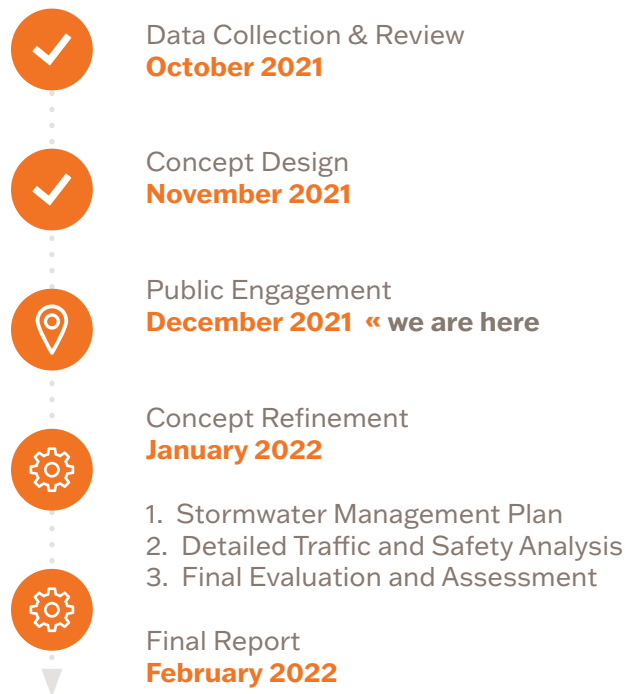 Data Collection & Review
October 2021
Concept Design
November 2021
Public Engagement
December 2021 « we are here
Concept Refinement
January 2022
1. Stormwater Management Plan
2. Detailed Traffic and Safety Analysis
3. Final Evaluation and Assessment
Final Report
February 2022